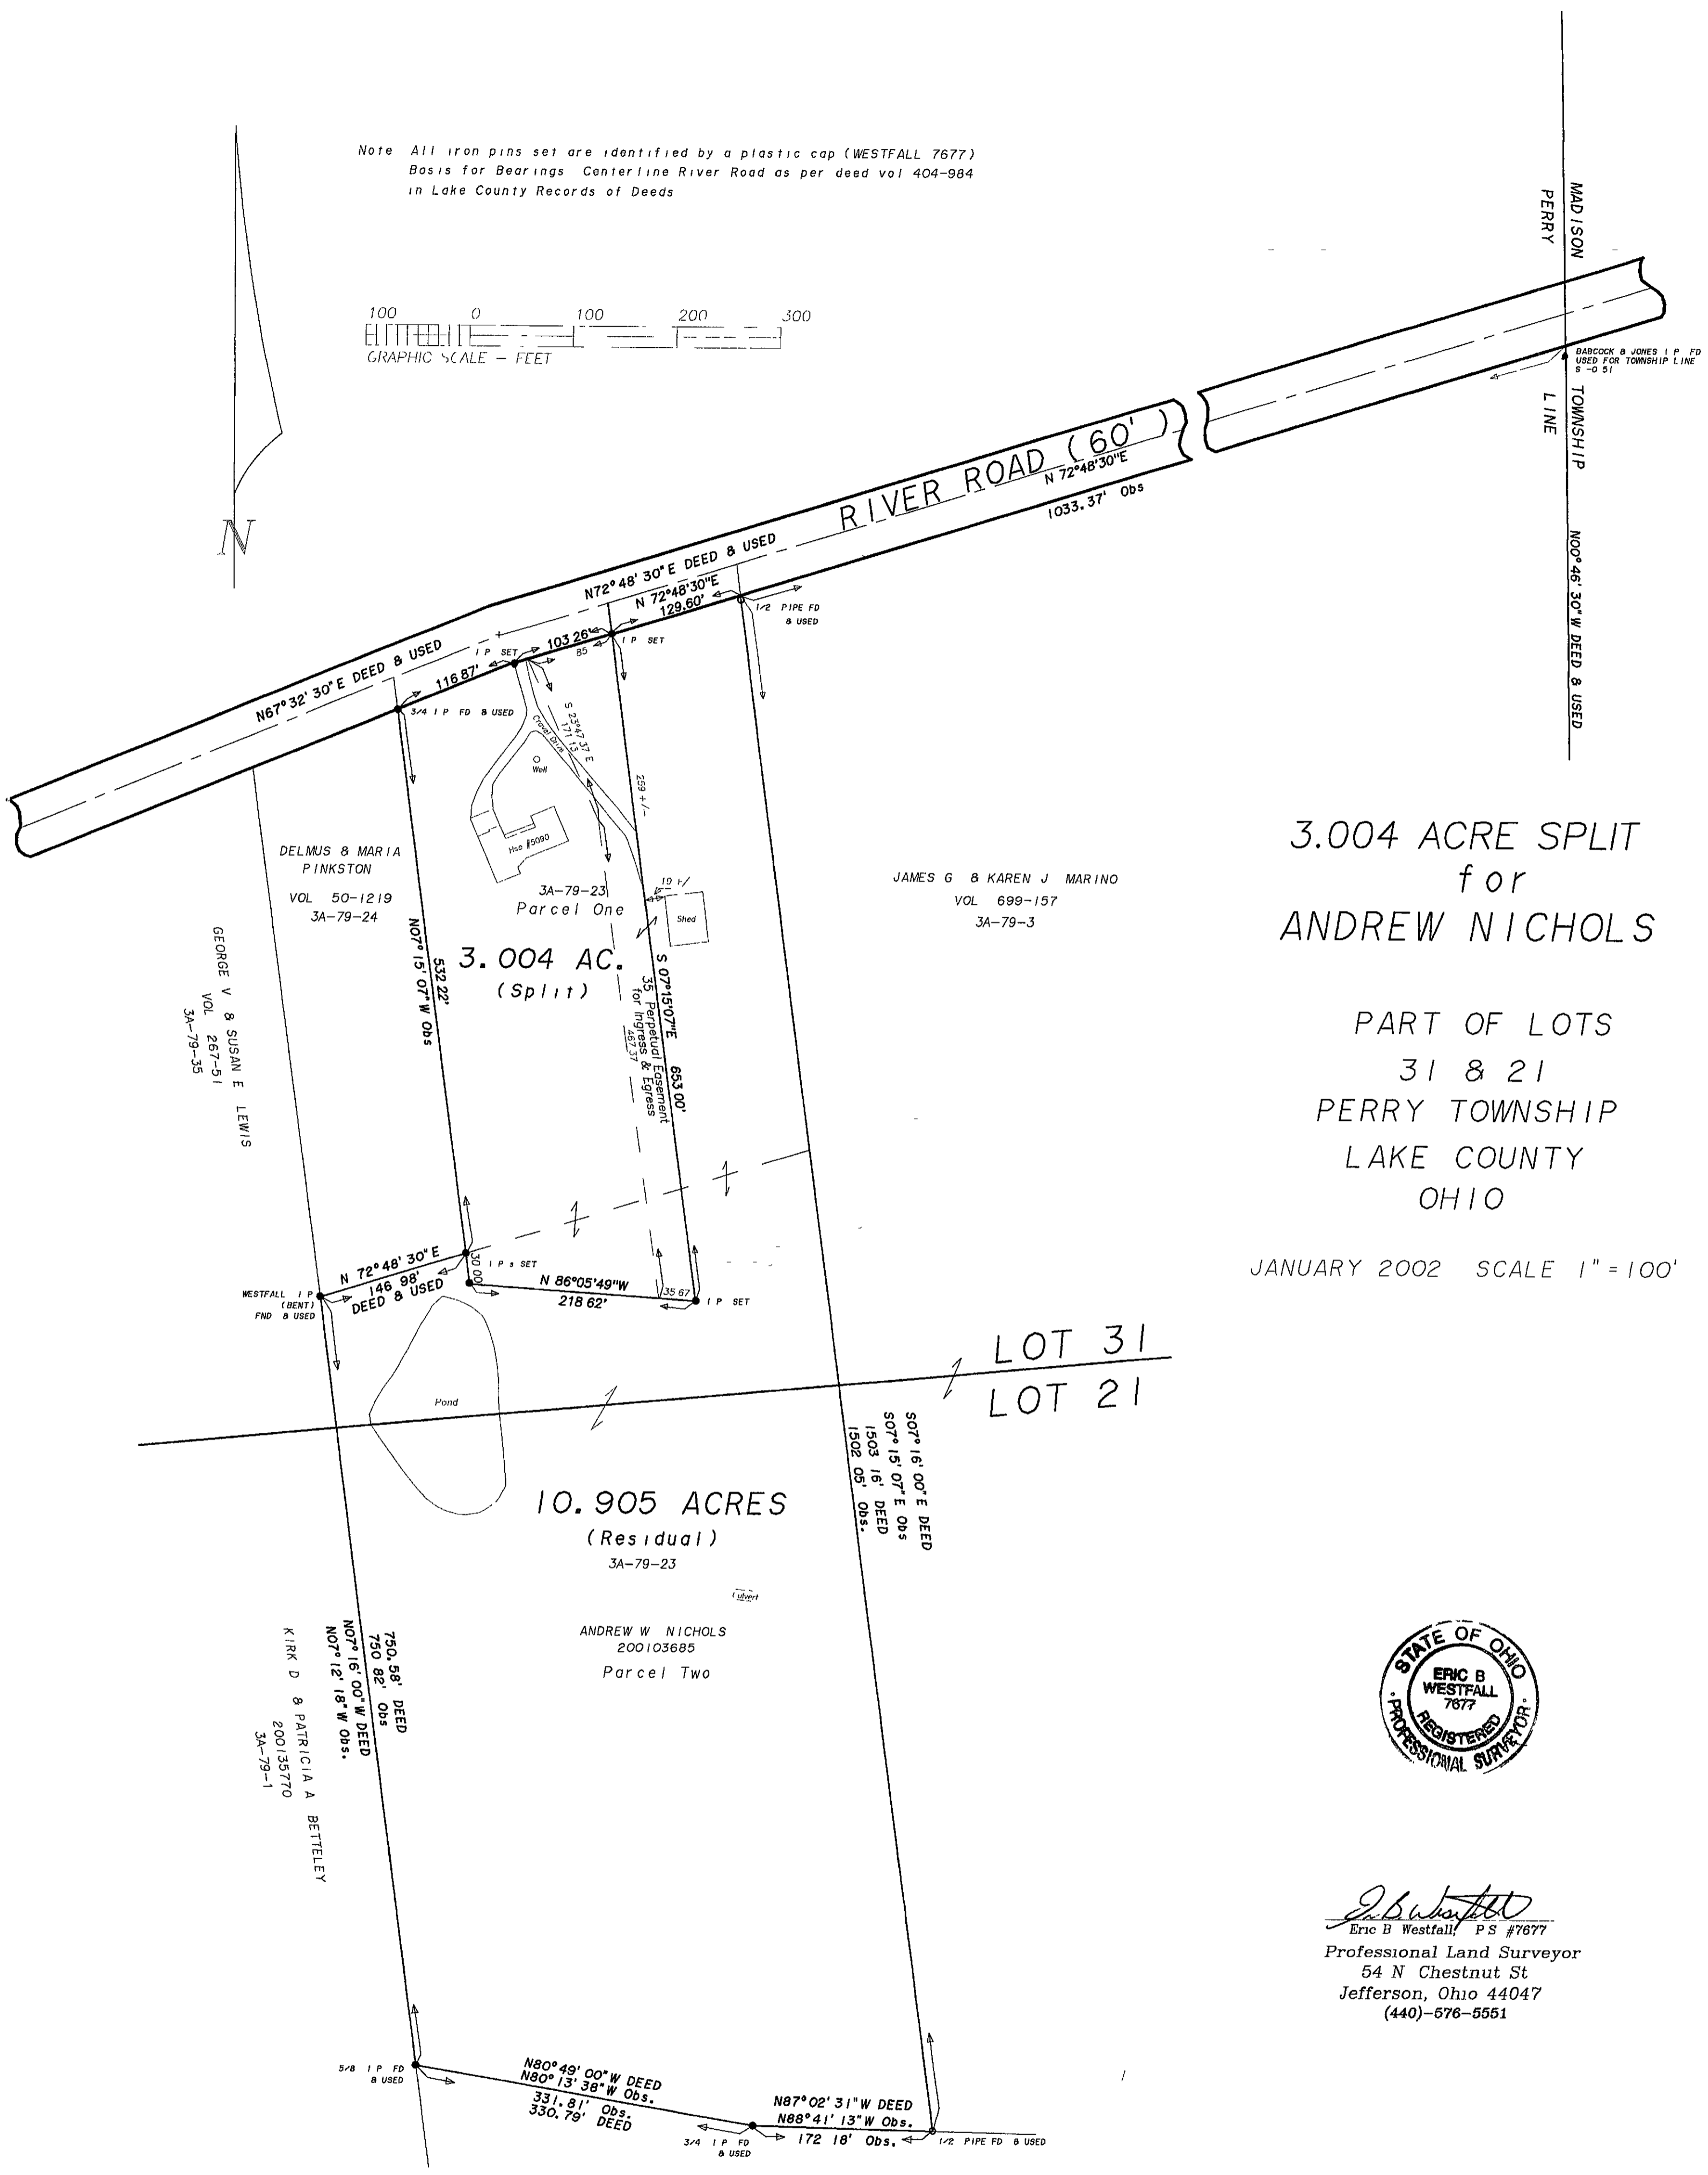 Note All iron pins set are identified by a plastic cap (WESTFALL 7677)
Basis for Bearings Centerline River Road as per deed vol 404-984
in Lake County Records of Deeds
MADISON
PERRY
100 0 100 200 300
GRAPHIC SCALE - FEET
BABCOCK & JONES I P FD
USED FOR TOWNSHIP LINE
S -0 51
TOWNSHIP
LINE
N00° 46' 30" W DEED & USED
N
RIVER ROAD (60')
N 72°48'30"E
1033.37' Obs
N72° 48' 30" E DEED & USED
N 72°48'30"E
129.60'
1/2 PIPE FD
& USED
103 26'
85
I P SET
I P SET
N67° 32' 30" E DEED & USED
116 87'
3/4 I P FD & USED
S 23°47 37 E
171 13
Gravel Drive
Well
259 +/-
Hse #5090
DELMUS & MARIA
PINKSTON
VOL 50-1219
3A-79-24
3A-79-23
Parcel One
3.004 AC.
(Split)
19 +/
Shed
JAMES G & KAREN J MARINO
VOL 699-157
3A-79-3
3.004 ACRE SPLIT
for
ANDREW NICHOLS
PART OF LOTS
31 & 21
PERRY TOWNSHIP
LAKE COUNTY
OHIO
JANUARY 2002 SCALE 1" = 100'
GEORGE V & SUSAN E LEWIS
VOL 267-51
3A-79-35
532 22'
N07° 15' 07" W Obs
S 07°15'07"E 653 00'
35 Perpetual Easement
for Ingress & Egress
467 37
N 72° 48' 30" E
146 98'
DEED & USED
WESTFALL I P
(BENT)
FND & USED
30 00
I P s SET
N 86°05'49"W
218 62'
35 67
I P SET
LOT 31
LOT 21
Pond
S07° 16' 00" E DEED
S07° 15' 07" E Obs
1503 16' DEED
1502 05' Obs.
10.905 ACRES
(Residual)
3A-79-23
Culvert
ANDREW W NICHOLS
200103685
Parcel Two
750.58' DEED
750 82' Obs
N07° 16' 00" W DEED
N07° 12' 18" W Obs.
KIRK D & PATRICIA A BETTELEY
200135770
3A-79-1
STATE OF OHIO
ERIC B
WESTFALL
7677
REGISTERED
PROFESSIONAL SURVEYOR
Eric B Westfall, P S #7677
Professional Land Surveyor
54 N Chestnut St
Jefferson, Ohio 44047
(440)-576-5551
5/8 I P FD
& USED
N80° 49' 00" W DEED
N80° 13' 38" W Obs.
331.81' Obs.
330.79' DEED
3/4 I P FD
& USED
N87° 02' 31" W DEED
N88° 41' 13" W Obs.
172 18' Obs.
1/2 PIPE FD & USED